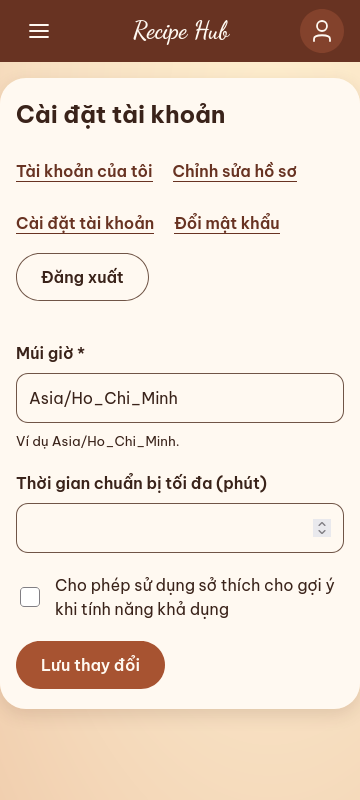 Recipe Hub
Cài đặt tài khoản
Tài khoản của tôi Chỉnh sửa hồ sơ
Cài đặt tài khoản Đổi mật khẩu
Đăng xuất
Múi giờ *
Asia/Ho_Chi_Minh
Ví dụ Asia/Ho_Chi_Minh.
Thời gian chuẩn bị tối đa (phút)
Cho phép sử dụng sở thích cho gợi ý
khi tính năng khả dụng
Lưu thay đổi